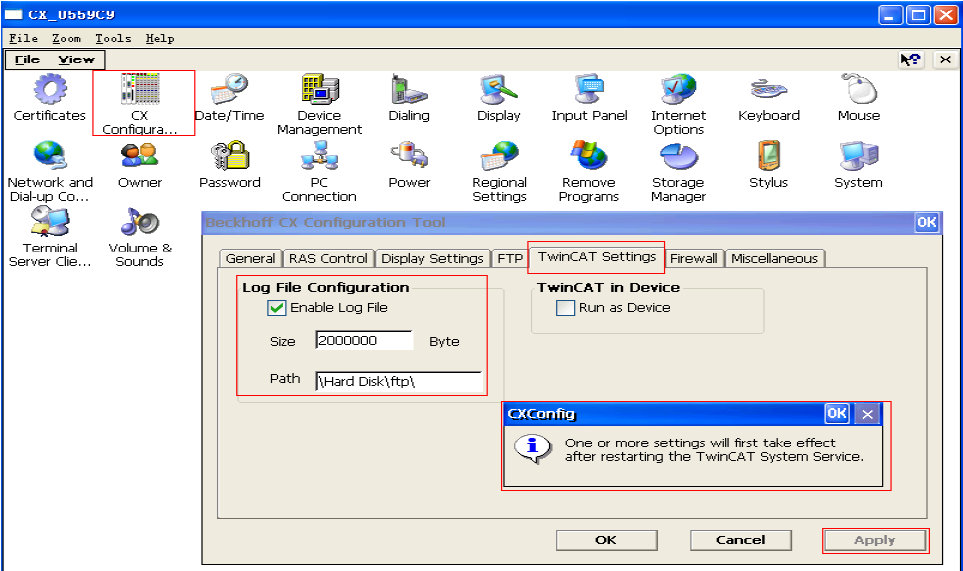 CX_0559C9
File Zoom Tools Help
File View
Certificates
CX
Configura...
Date/Time
Device
Management
Dialing
Display
Input Panel
Internet
Options
Keyboard
Mouse
Network and
Dial-up Co...
Owner
Password
PC
Connection
Power
Regional
Settings
Remove
Programs
Storage
Manager
Stylus
System
Terminal
Server Clie...
Volume &
Sounds
Beckhoff CX Configuration Tool OK
General RAS Control Display Settings FTP TwinCAT Settings Firewall Miscellaneous
Log File Configuration
Enable Log File
Size 2000000 Byte
Path \Hard Disk\ftp\
TwinCAT in Device
Run as Device
CXConfig OK
One or more settings will first take effect
after restarting the TwinCAT System Service.
OK Cancel Apply